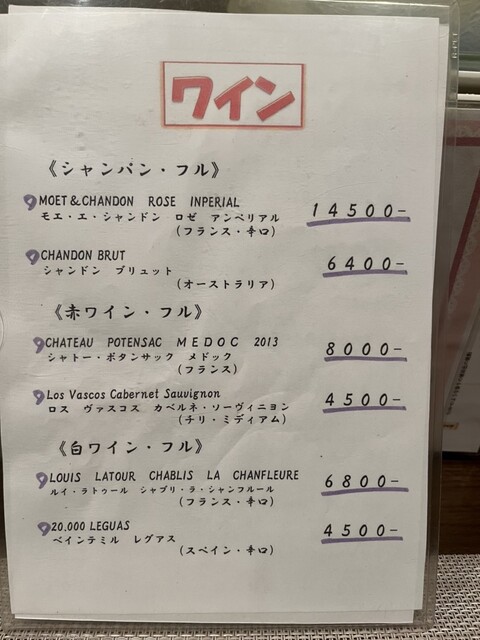 ワイン
《シャンパン・フル》
MOET&CHANDON ROSE INPERIAL 14500-
モエ・エ・シャンドン ロゼ アンペリアル
(フランス・辛口)
CHANDON BRUT 6400-
シャンドン ブリュット
(オーストラリア)
《赤ワイン・フル》
CHATEAU POTENSAC MEDOC 2013 8000-
シャトー・ポタンサック メドック
(フランス)
Los Vascos Cabernet Sauvignon 4500-
ロス ヴァスコス カベルネ・ソーヴィニヨン
(チリ・ミディアム)
《白ワイン・フル》
LOUIS LATOUR CHABLIS LA CHANFLEURE 6800-
ルイ・ラトゥール シャブリ・ラ・シャンフルール
(フランス・辛口)
20.000 LEGUAS 4500-
ベインテミル レグアス
(スペイン・辛口)